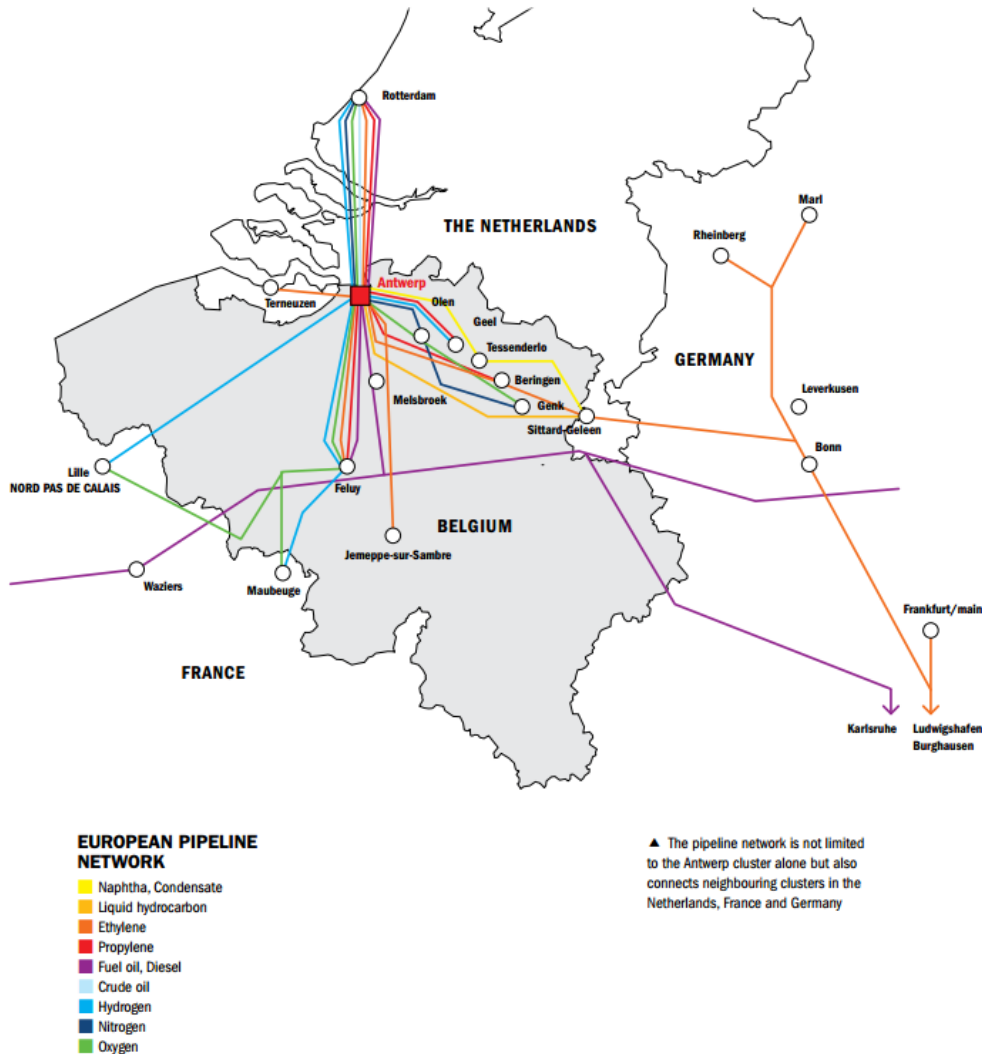 Rotterdam
Marl
THE NETHERLANDS
Rheinberg
Antwerp
Terneuzen
Olen
Geel
Tessenderlo
GERMANY
Beringen
Melsbroek
Leverkusen
Genk
Sittard-Geleen
Bonn
Lille
NORD PAS DE CALAIS
Feluy
BELGIUM
Jemeppe-sur-Sambre
Waziers
Maubeuge
Frankfurt/main
FRANCE
Karlsruhe
Ludwigshafen
Burghausen
EUROPEAN PIPELINE
NETWORK
Naphtha, Condensate
Liquid hydrocarbon
Ethylene
Propylene
Fuel oil, Diesel
Crude oil
Hydrogen
Nitrogen
Oxygen
▲ The pipeline network is not limited
to the Antwerp cluster alone but also
connects neighbouring clusters in the
Netherlands, France and Germany